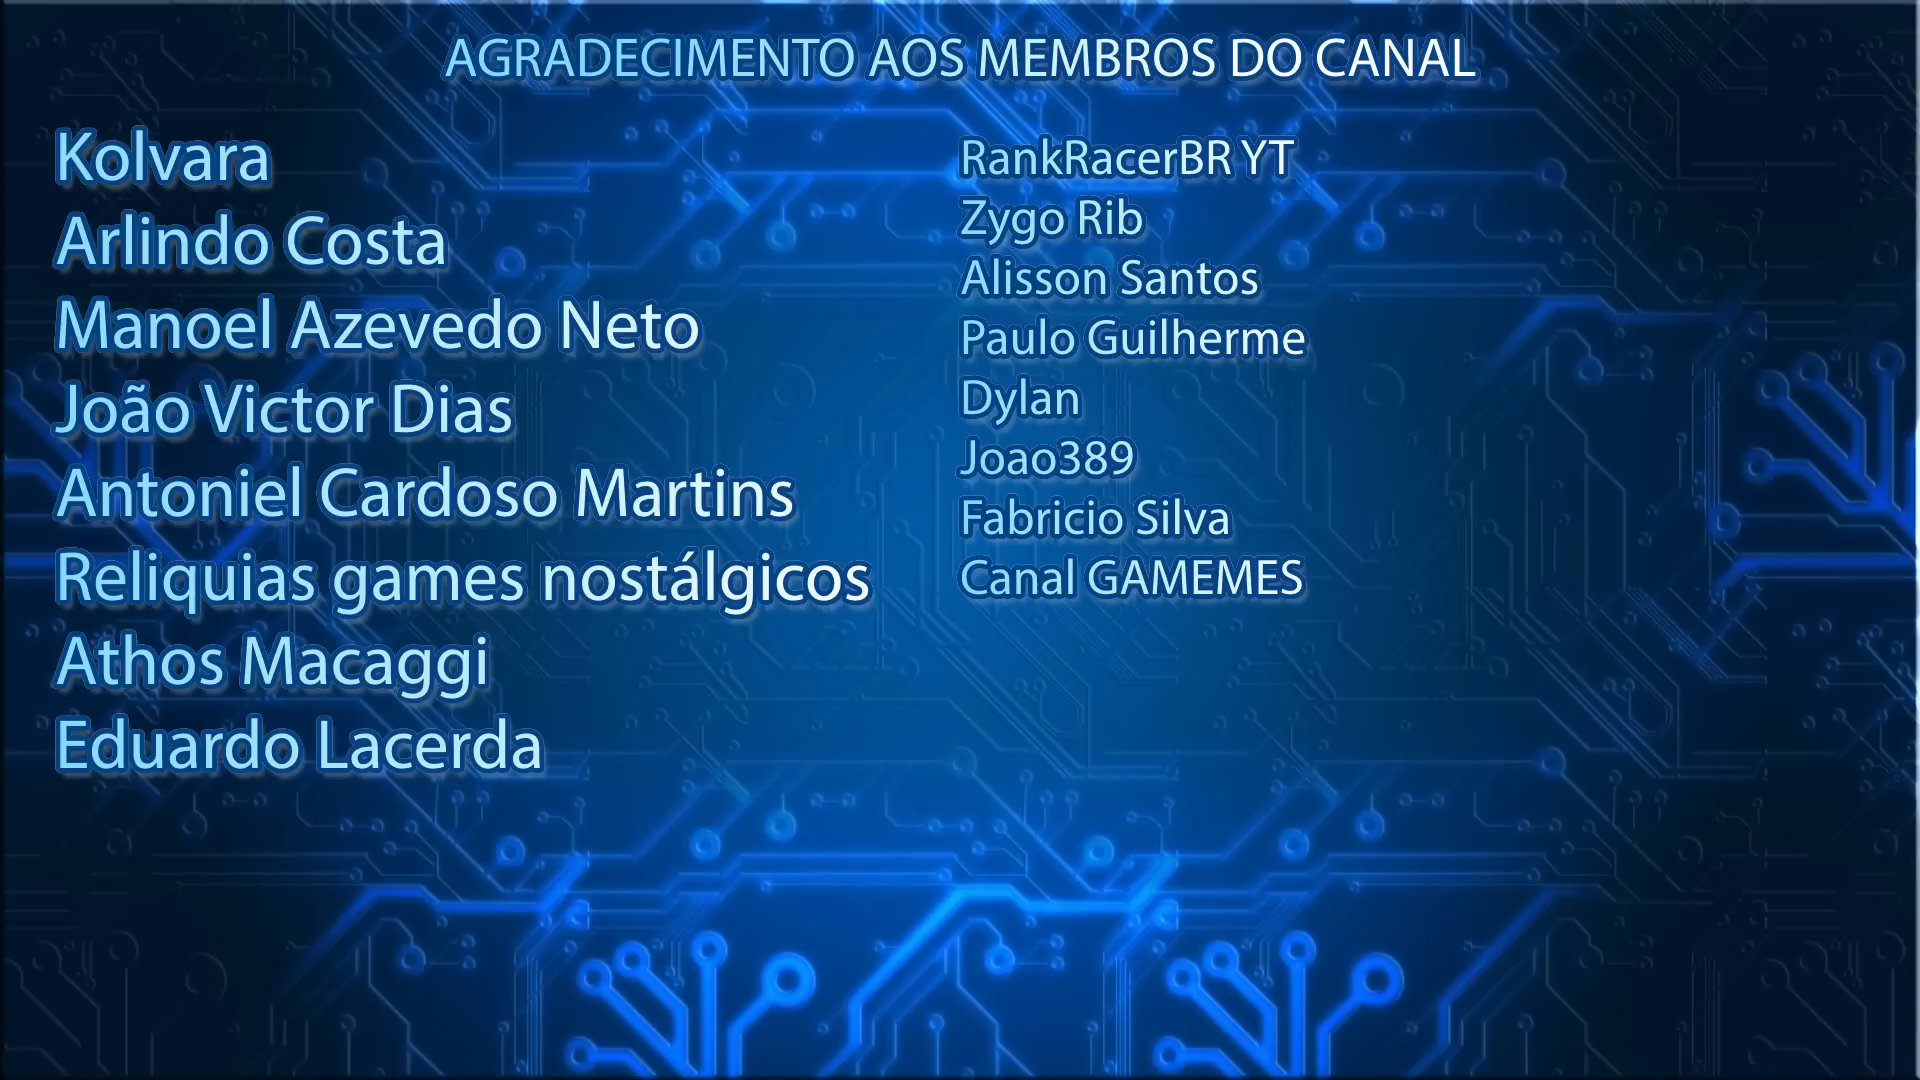 AGRADECIMENTO AOS MEMBROS DO CANAL
Kolvara
Arlindo Costa
Manoel Azevedo Neto
João Victor Dias
Antoniel Cardoso Martins
Reliquias games nostálgicos
Athos Macaggi
Eduardo Lacerda
RankRacerBR YT
Zygo Rib
Alisson Santos
Paulo Guilherme
Dylan
Joao389
Fabricio Silva
Canal GAMEMES